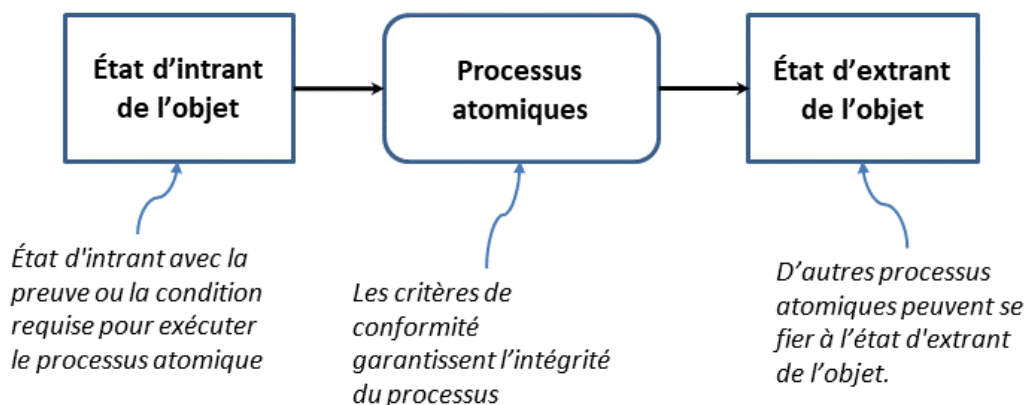 État d’intrant
de l’objet
Processus
atomiques
État d’extrant
de l’objet
État d'intrant avec la
preuve ou la condition
requise pour exécuter
le processus atomique
Les critères de
conformité
garantissent l’intégrité
du processus
D’autres processus
atomiques peuvent se
fier à l’état d'extrant
de l’objet.